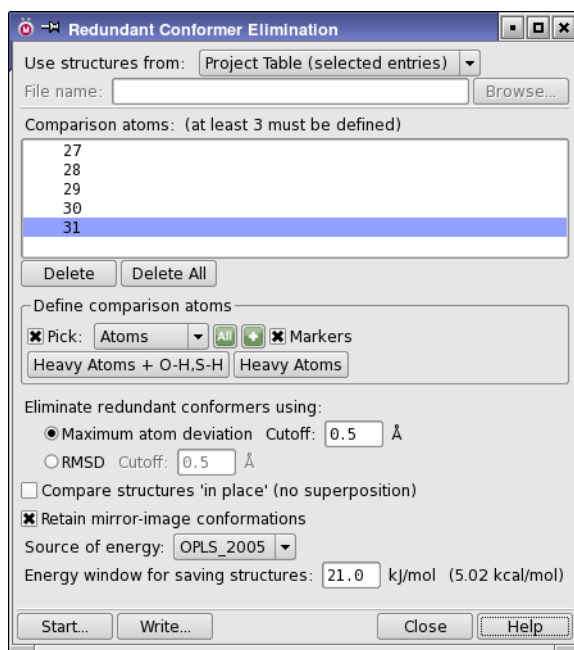 Redundant Conformer Elimination
Use structures from: Project Table (selected entries)
File name: Browse...
Comparison atoms: (at least 3 must be defined)
27
28
29
30
31
Delete Delete All
Define comparison atoms
Pick: Atoms All + Markers
Heavy Atoms + O-H,S-H Heavy Atoms
Eliminate redundant conformers using:
Maximum atom deviation Cutoff: 0.5 Å
RMSD Cutoff: 0.5 Å
Compare structures 'in place' (no superposition)
Retain mirror-image conformations
Source of energy: OPLS_2005
Energy window for saving structures: 21.0 kJ/mol (5.02 kcal/mol)
Start... Write... Close Help